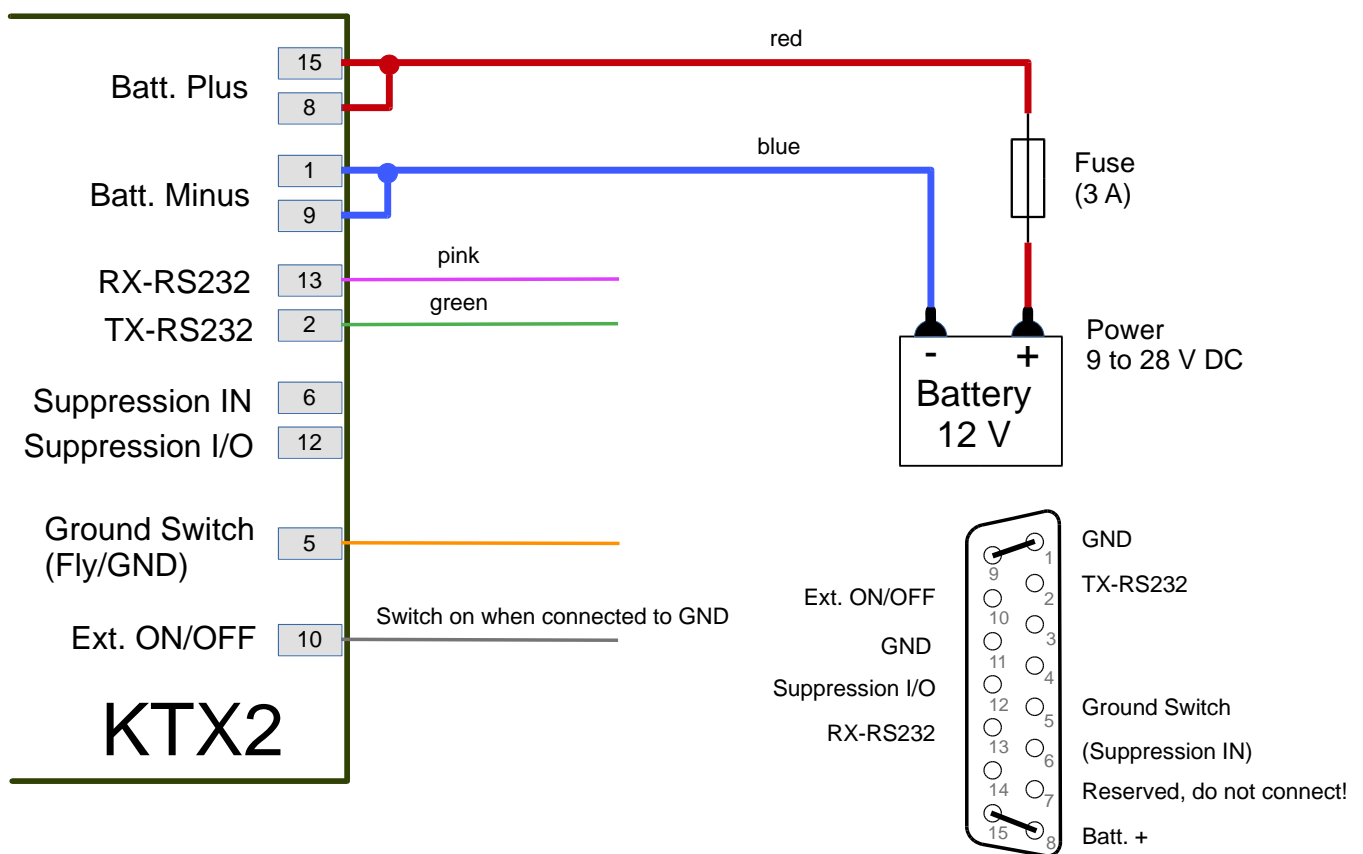 red
15
Batt. Plus
8
blue
1
Batt. Minus
9
Fuse
(3 A)
pink
RX-RS232
13
green
TX-RS232
2
Power
9 to 28 V DC
- +
Battery
12 V
Suppression IN
6
Suppression I/O
12
Ground Switch
(Fly/GND)
5
Switch on when connected to GND
Ext. ON/OFF
10
KTX2
GND
1
9
TX-RS232
2
Ext. ON/OFF
10
3
GND
11
4
Suppression I/O
12
Ground Switch
5
RX-RS232
13
(Suppression IN)
6
14
Reserved, do not connect!
7
15
Batt. +
8